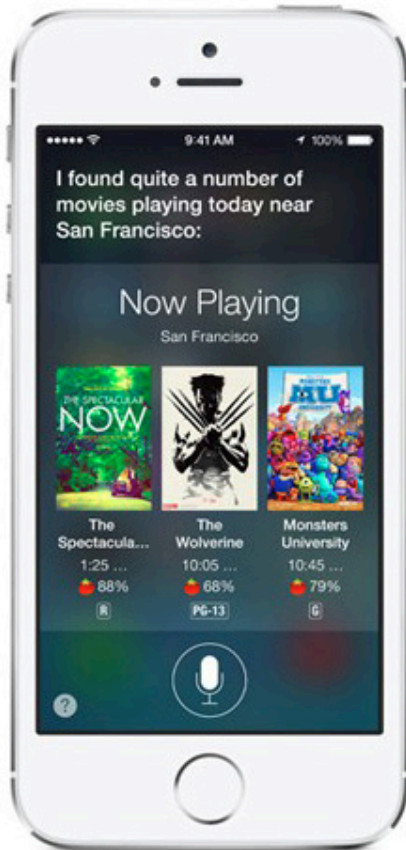 9:41 AM
100%
I found quite a number of
movies playing today near
San Francisco:
Now Playing
San Francisco
THE SPECTACULAR
NOW
MU
The
Spectacula...
The
Wolverine
Monsters
University
1:25 ...
10:05 ...
10:45 ...
88%
68%
79%
R
PG-13
G
?